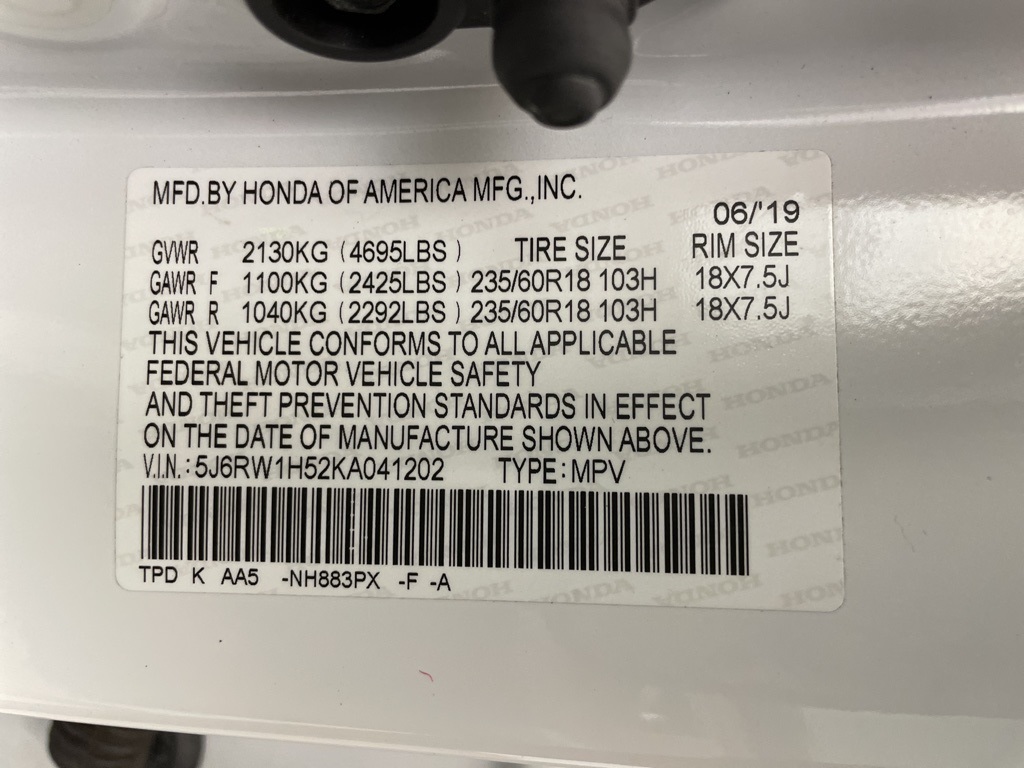 MFD.BY HONDA OF AMERICA MFG.,INC.
06/'19
GVWR 2130KG (4695LBS) TIRE SIZE RIM SIZE
GAWR F 1100KG (2425LBS) 235/60R18 103H 18X7.5J
GAWR R 1040KG (2292LBS) 235/60R18 103H 18X7.5J
THIS VEHICLE CONFORMS TO ALL APPLICABLE
FEDERAL MOTOR VEHICLE SAFETY
AND THEFT PREVENTION STANDARDS IN EFFECT
ON THE DATE OF MANUFACTURE SHOWN ABOVE.
V.I.N.: 5J6RW1H52KA041202 TYPE: MPV
TPD K AA5 -NH883PX -F -A